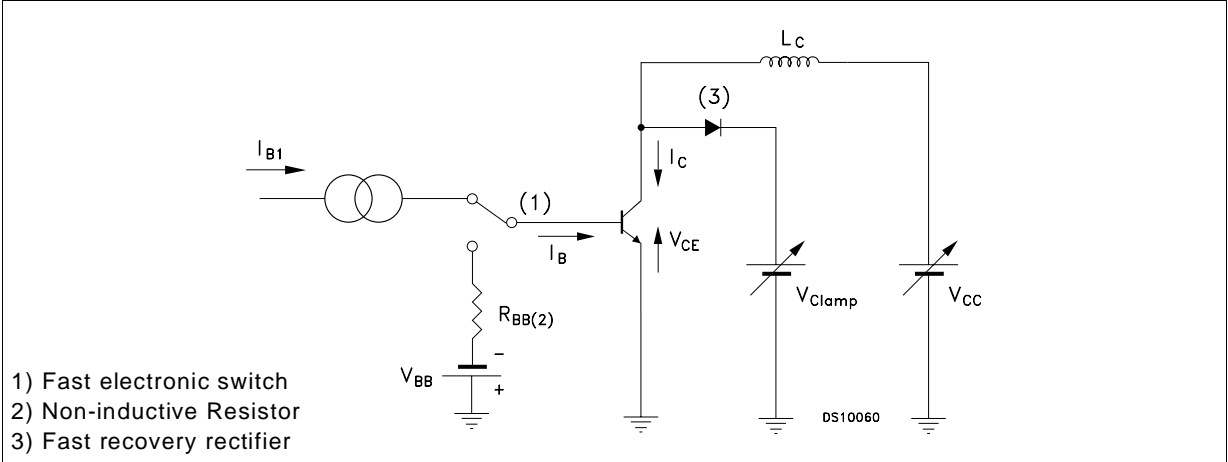 L_C
(3)
I_B1
I_C
(1)
V_CE
I_B
V_Clamp
V_CC
R_BB(2)
-
V_BB
+
1) Fast electronic switch
2) Non-inductive Resistor
3) Fast recovery rectifier
DS10060